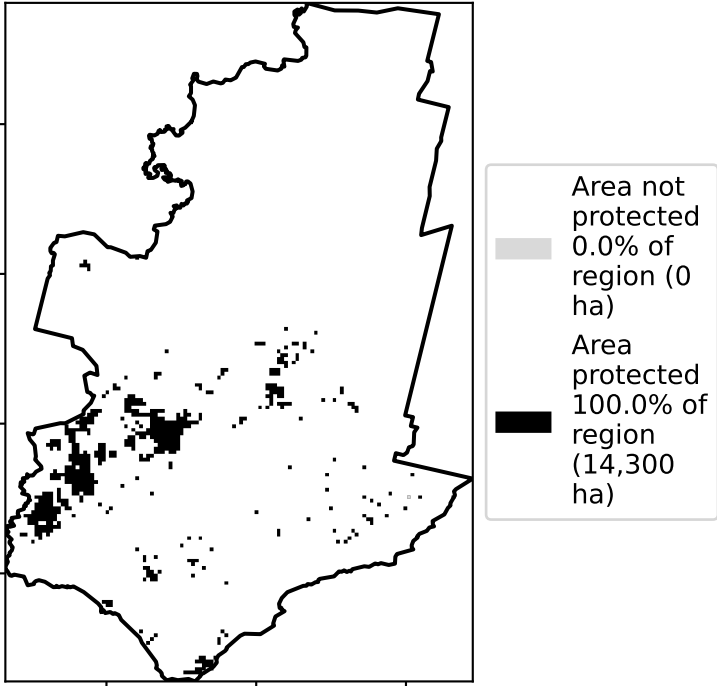 Area not
protected
0.0% of
region (0
ha)
Area
protected
100.0% of
region
(14,300
ha)